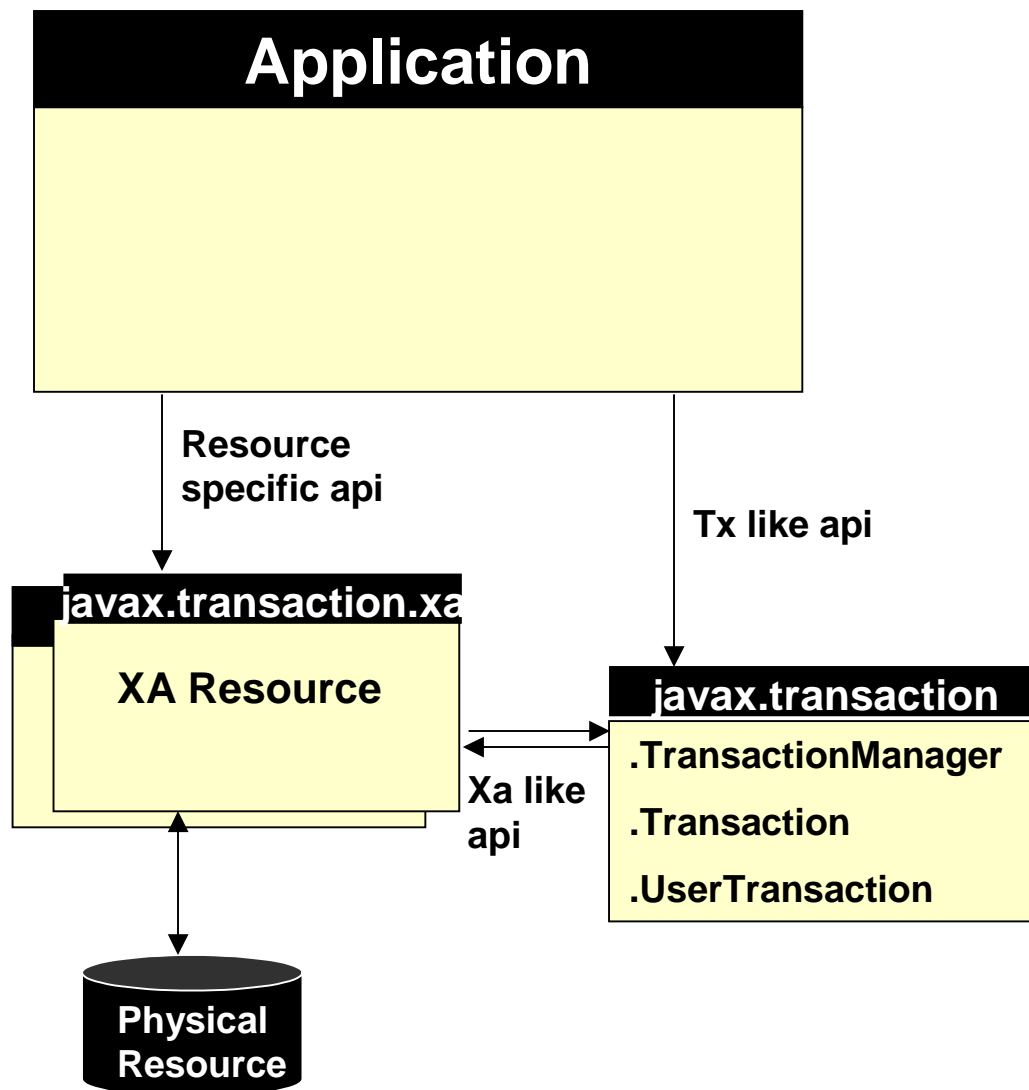 Application
Resource
specific api
Tx like api
javax.transaction.xa
XA Resource
javax.transaction
.TransactionManager
.Transaction
.UserTransaction
Xa like
api
Physical
Resource